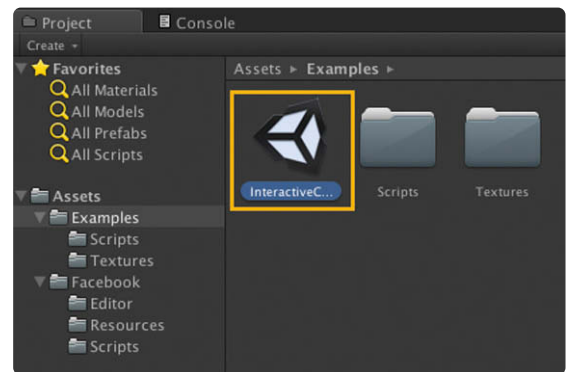 Project
Console
Create
Favorites
All Materials
All Models
All Prefabs
All Scripts
Assets
Examples
Scripts
Textures
Facebook
Editor
Resources
Scripts
Assets ▸ Examples ▸
InteractiveC...
Scripts
Textures